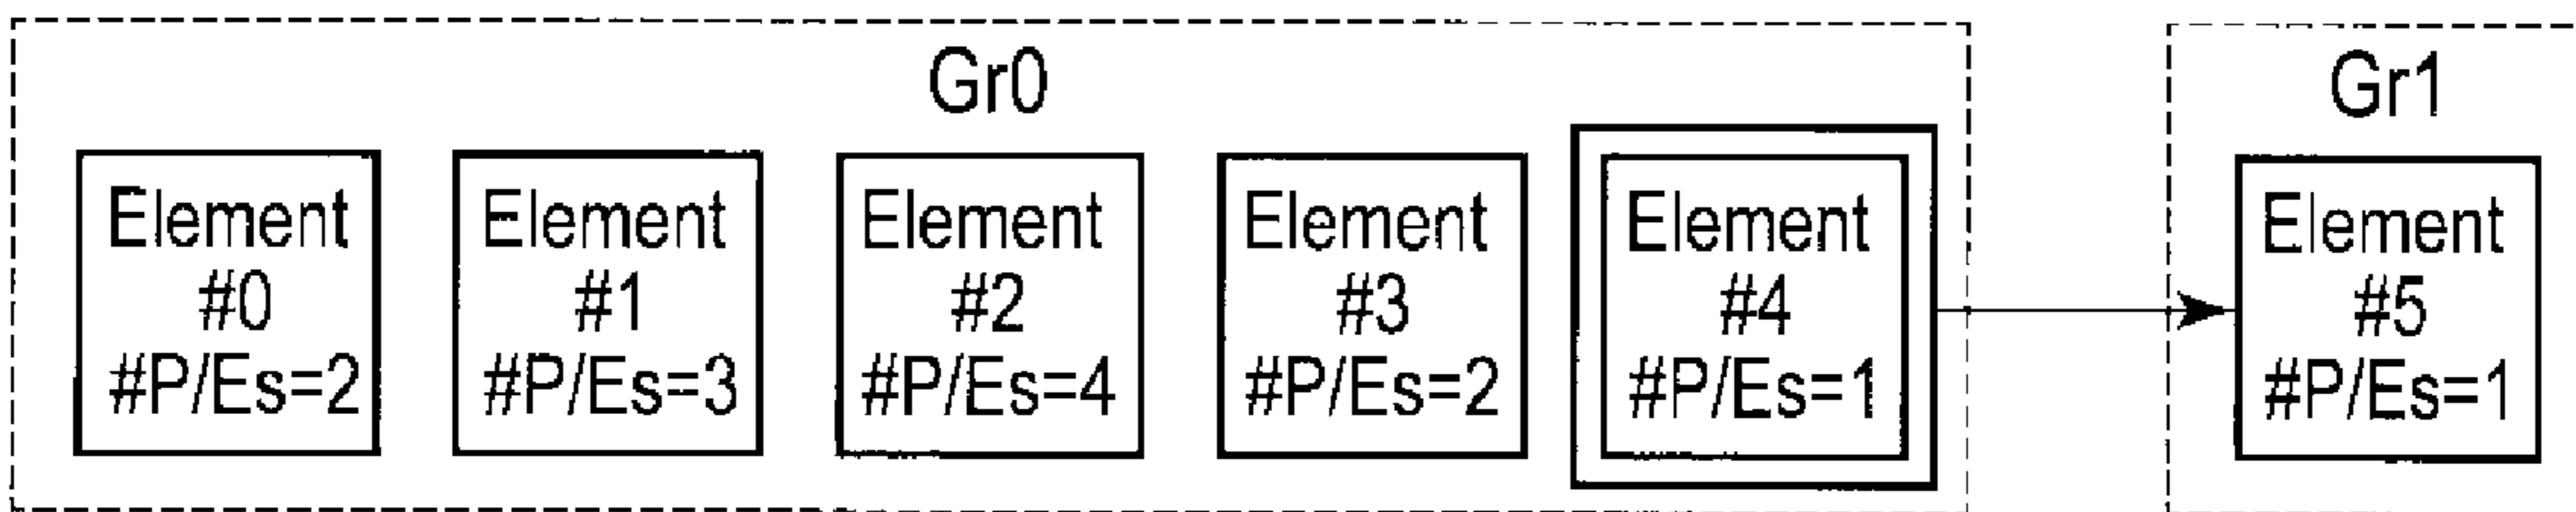 Gr0
Element
#0
#P/Es=2
Element
#1
#P/Es=3
Element
#2
#P/Es=4
Element
#3
#P/Es=2
Element
#4
#P/Es=1
Gr1
Element
#5
#P/Es=1